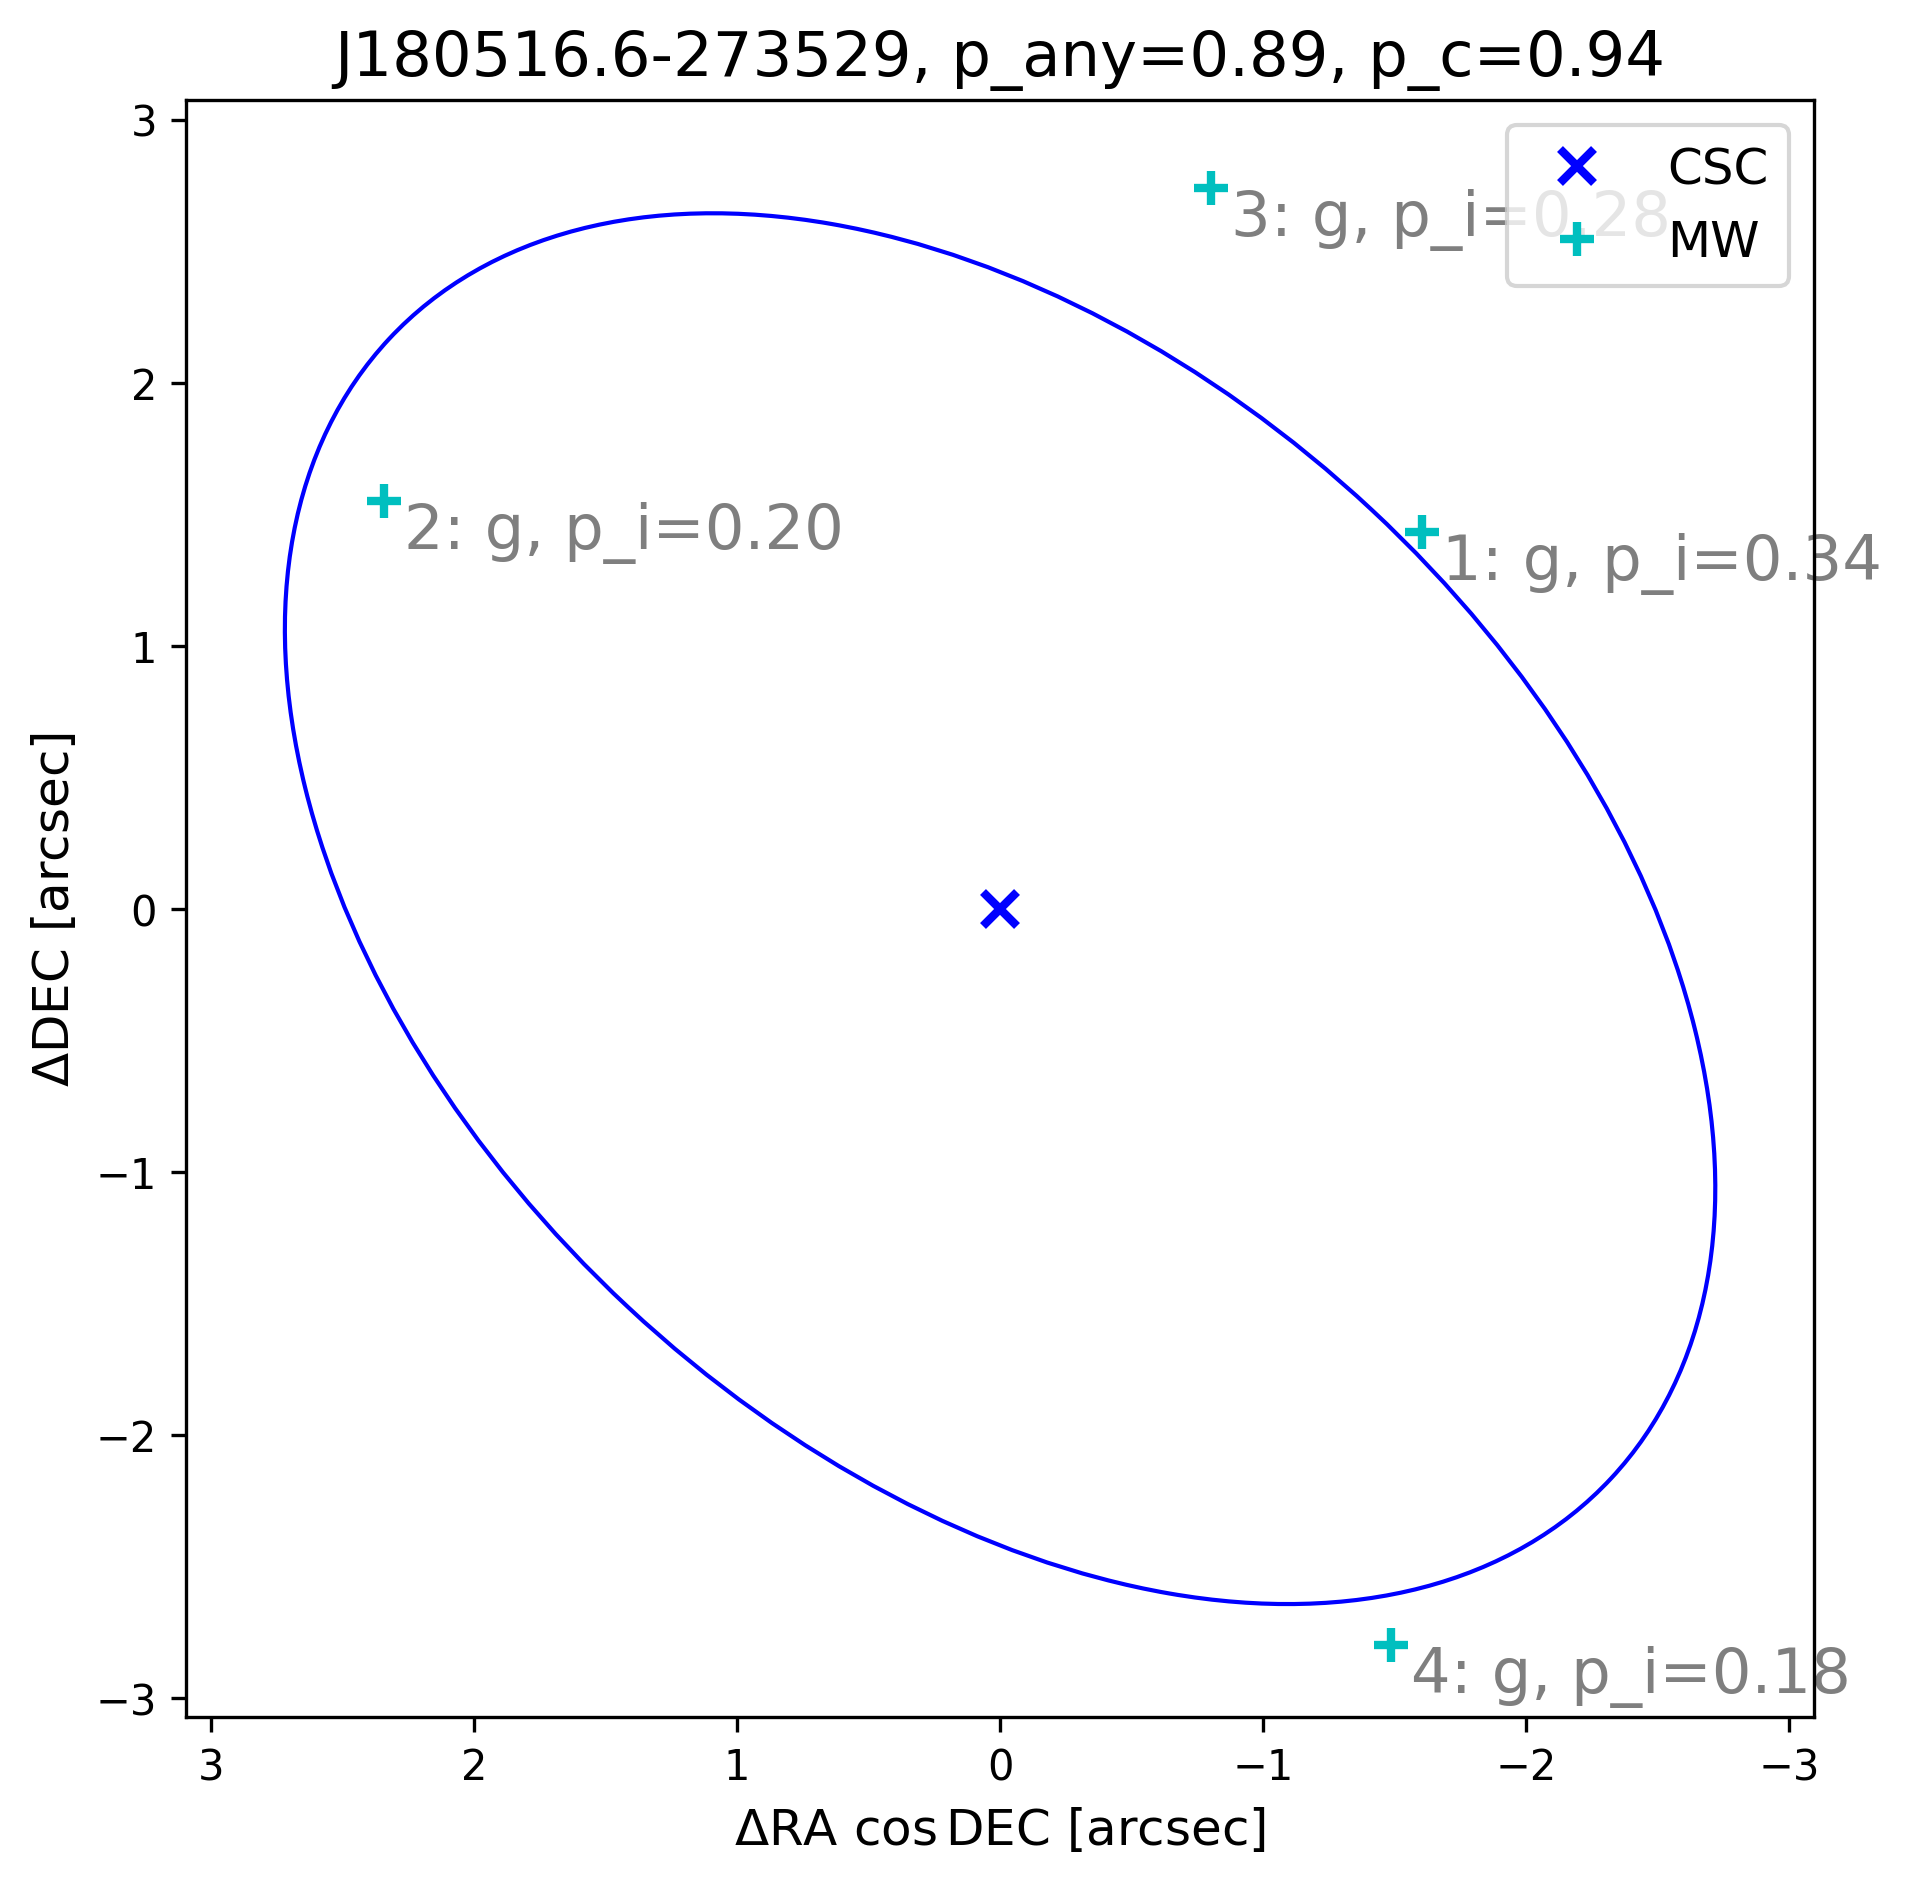 J180516.6-273529, p_any=0.89, p_c=0.94
3
2
1
0
−1
−2
−3
ΔDEC [arcsec]
CSC
MW
3: g, p_i=0.28
2: g, p_i=0.20
1: g, p_i=0.34
4: g, p_i=0.18
3 2 1 0 −1 −2 −3
ΔRA cos DEC [arcsec]